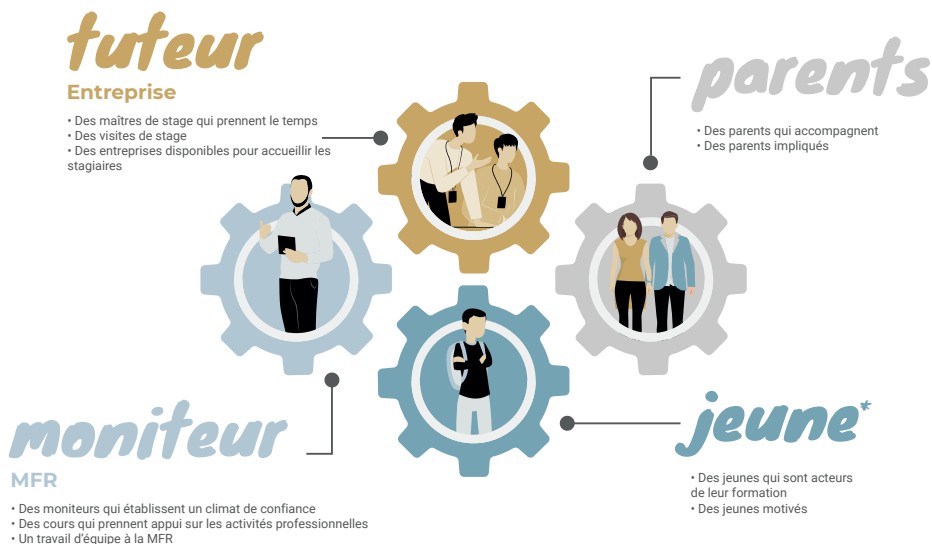 tuteur
Entreprise
• Des maîtres de stage qui prennent le temps
• Des visites de stage
• Des entreprises disponibles pour accueillir les
stagiaires
parents
• Des parents qui accompagnent
• Des parents impliqués
moniteur
MFR
• Des moniteurs qui établissent un climat de confiance
• Des cours qui prennent appui sur les activités professionnelles
• Un travail d'équipe à la MFR
jeune*
• Des jeunes qui sont acteurs
de leur formation
• Des jeunes motivés